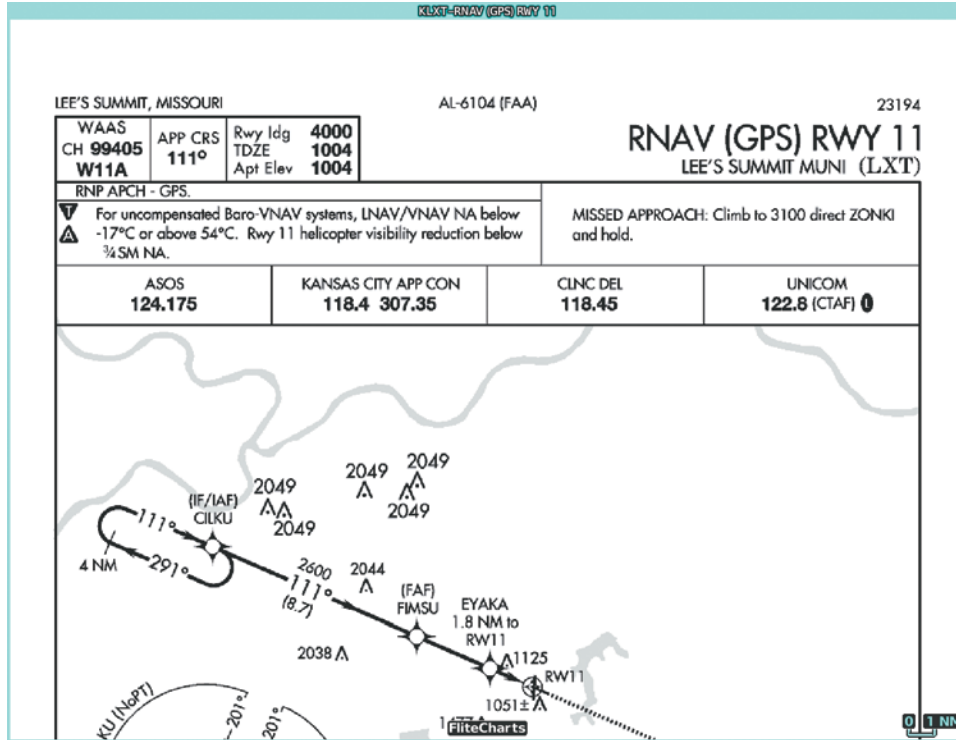 KLXT-RNAV (GPS) RWY 11
LEE'S SUMMIT, MISSOURI
AL-6104 (FAA)
23194
WAAS
CH 99405
W11A
APP CRS
111°
Rwy ldg 4000
TDZE 1004
Apt Elev 1004
RNAV (GPS) RWY 11
LEE'S SUMMIT MUNI (LXT)
RNP APCH - GPS.
T
A
For uncompensated Baro-VNAV systems, LNAV/VNAV NA below
-17°C or above 54°C. Rwy 11 helicopter visibility reduction below
¾ SM NA.
MISSED APPROACH: Climb to 3100 direct ZONKI
and hold.
ASOS
124.175
KANSAS CITY APP CON
118.4 307.35
CLNC DEL
118.45
UNICOM
122.8 (CTAF) L
2049
2049
2049
2049
2049
(IF/IAF)
CILKU
111°
4 NM
291°
2600
111°
(8.7)
2044
(FAF)
FIMSU
EYAKA
1.8 NM to
RW11
2038
1125
RW11
1051±
KU (NoPT)
201°
201°
FliteCharts
0 1 NM